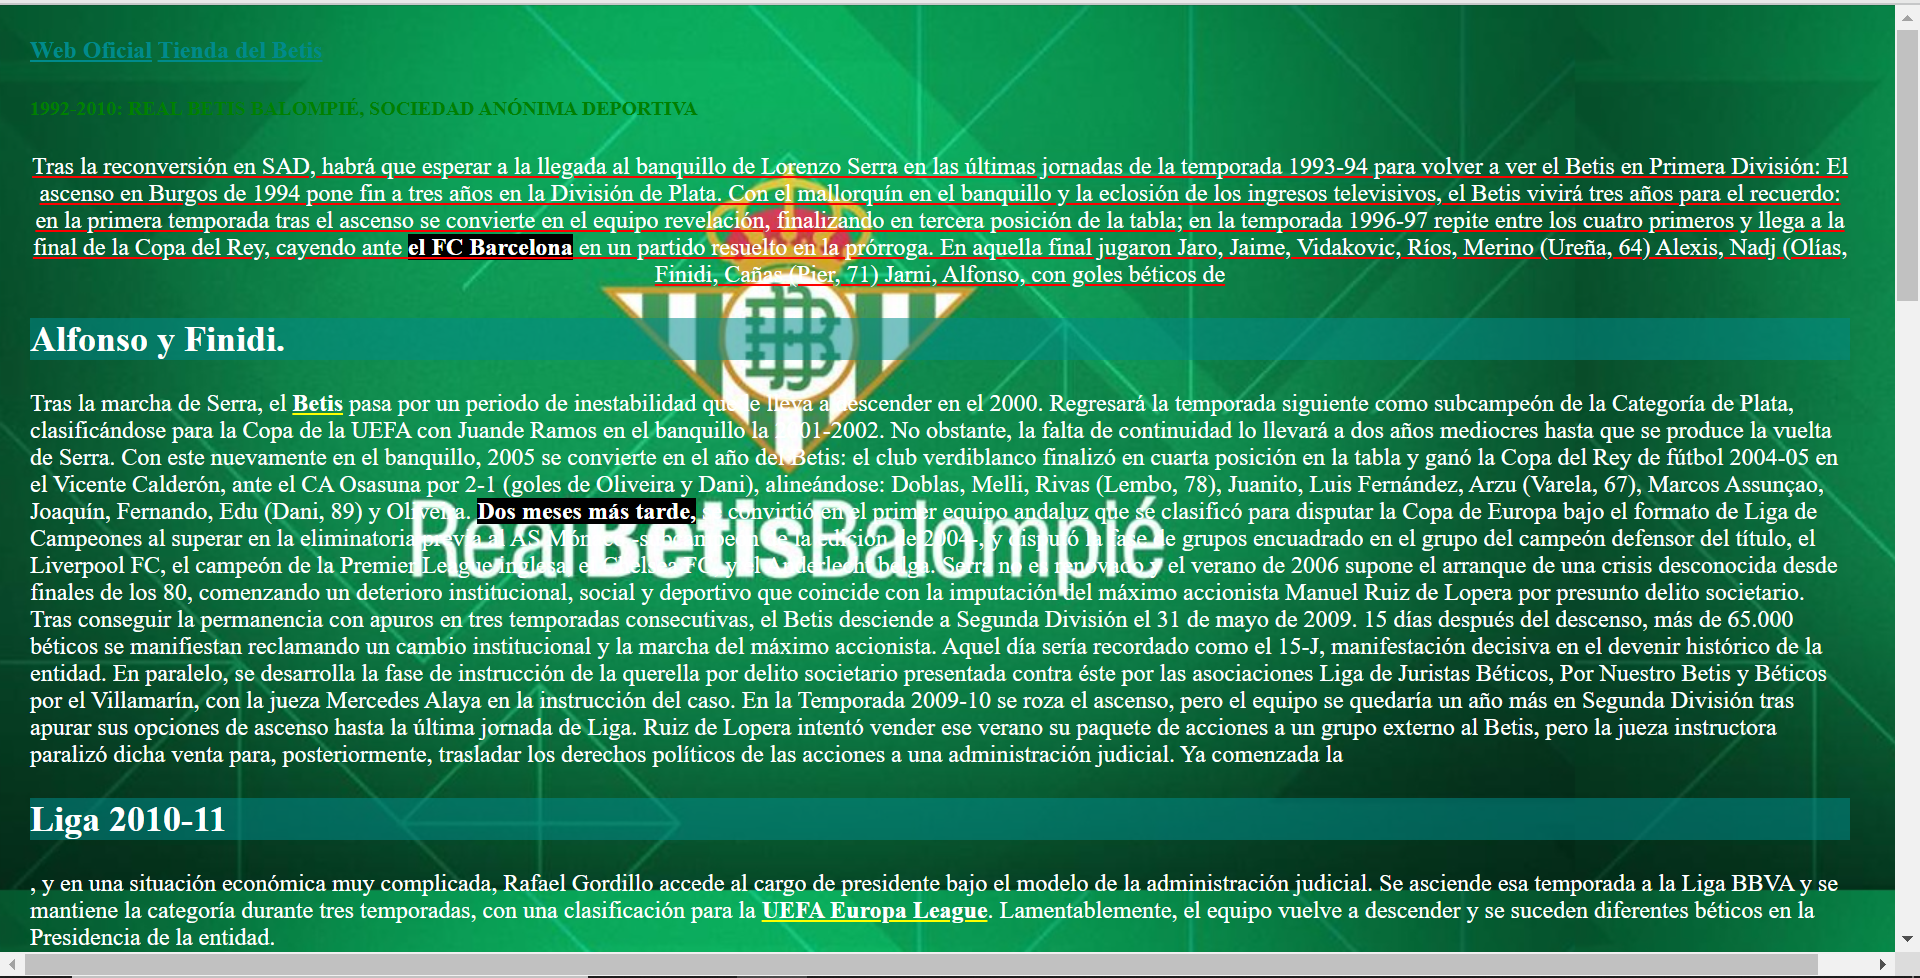 Web Oficial Tienda del Betis
1992-2010: REAL BETIS BALOMPIÉ, SOCIEDAD ANÓNIMA DEPORTIVA
Tras la reconversión en SAD, habrá que esperar a la llegada al banquillo de Lorenzo Serra en las últimas jornadas de la temporada 1993-94 para volver a ver el Betis en Primera División: El
ascenso en Burgos de 1994 pone fin a tres años en la División de Plata. Con el mallorquín en el banquillo y la eclosión de los ingresos televisivos, el Betis vivirá tres años para el recuerdo:
en la primera temporada tras el ascenso se convierte en el equipo revelación, finalizando en tercera posición de la tabla; en la temporada 1996-97 repite entre los cuatro primeros y llega a la
final de la Copa del Rey, cayendo ante el FC Barcelona en un partido resuelto en la prórroga. En aquella final jugaron Jaro, Jaime, Vidakovic, Ríos, Merino (Ureña, 64) Alexis, Nadj (Olías,
Finidi, Cañas (Pier, 71) Jarni, Alfonso, con goles béticos de
Alfonso y Finidi.
Tras la marcha de Serra, el Betis pasa por un periodo de inestabilidad que le lleva a descender en el 2000. Regresará la temporada siguiente como subcampeón de la Categoría de Plata,
clasificándose para la Copa de la UEFA con Juande Ramos en el banquillo la 2001-2002. No obstante, la falta de continuidad lo llevará a dos años mediocres hasta que se produce la vuelta
de Serra. Con este nuevamente en el banquillo, 2005 se convierte en el año del Betis: el club verdiblanco finalizó en cuarta posición en la tabla y ganó la Copa del Rey de fútbol 2004-05 en
el Vicente Calderón, ante el CA Osasuna por 2-1 (goles de Oliveira y Dani), alineándose: Doblas, Melli, Rivas (Lembo, 78), Juanito, Luis Fernández, Arzu (Varela, 67), Marcos Assunçao,
Joaquín, Fernando, Edu (Dani, 89) y Oliveira. Dos meses más tarde, se convirtió en el primer equipo andaluz que se clasificó para disputar la Copa de Europa bajo el formato de Liga de
Campeones al superar en la eliminatoria previa al AS Mónaco -subcampeón de la edición de 2004-, y disputó la fase de grupos encuadrado en el grupo del campeón defensor del título, el
Liverpool FC, el campeón de la Premier League inglesa, el Chelsea FC, y el Anderlecht belga. Serra no es renovado y el verano de 2006 supone el arranque de una crisis desconocida desde
RealBetisBalompié
finales de los 80, comenzando un deterioro institucional, social y deportivo que coincide con la imputación del máximo accionista Manuel Ruiz de Lopera por presunto delito societario.
Tras conseguir la permanencia con apuros en tres temporadas consecutivas, el Betis desciende a Segunda División el 31 de mayo de 2009. 15 días después del descenso, más de 65.000
béticos se manifiestan reclamando un cambio institucional y la marcha del máximo accionista. Aquel día sería recordado como el 15-J, manifestación decisiva en el devenir histórico de la
entidad. En paralelo, se desarrolla la fase de instrucción de la querella por delito societario presentada contra éste por las asociaciones Liga de Juristas Béticos, Por Nuestro Betis y Béticos
por el Villamarín, con la jueza Mercedes Alaya en la instrucción del caso. En la Temporada 2009-10 se roza el ascenso, pero el equipo se quedaría un año más en Segunda División tras
apurar sus opciones de ascenso hasta la última jornada de Liga. Ruiz de Lopera intentó vender ese verano su paquete de acciones a un grupo externo al Betis, pero la jueza instructora
paralizó dicha venta para, posteriormente, trasladar los derechos políticos de las acciones a una administración judicial. Ya comenzada la
Liga 2010-11
, y en una situación económica muy complicada, Rafael Gordillo accede al cargo de presidente bajo el modelo de la administración judicial. Se asciende esa temporada a la Liga BBVA y se
mantiene la categoría durante tres temporadas, con una clasificación para la UEFA Europa League. Lamentablemente, el equipo vuelve a descender y se suceden diferentes béticos en la
Presidencia de la entidad.